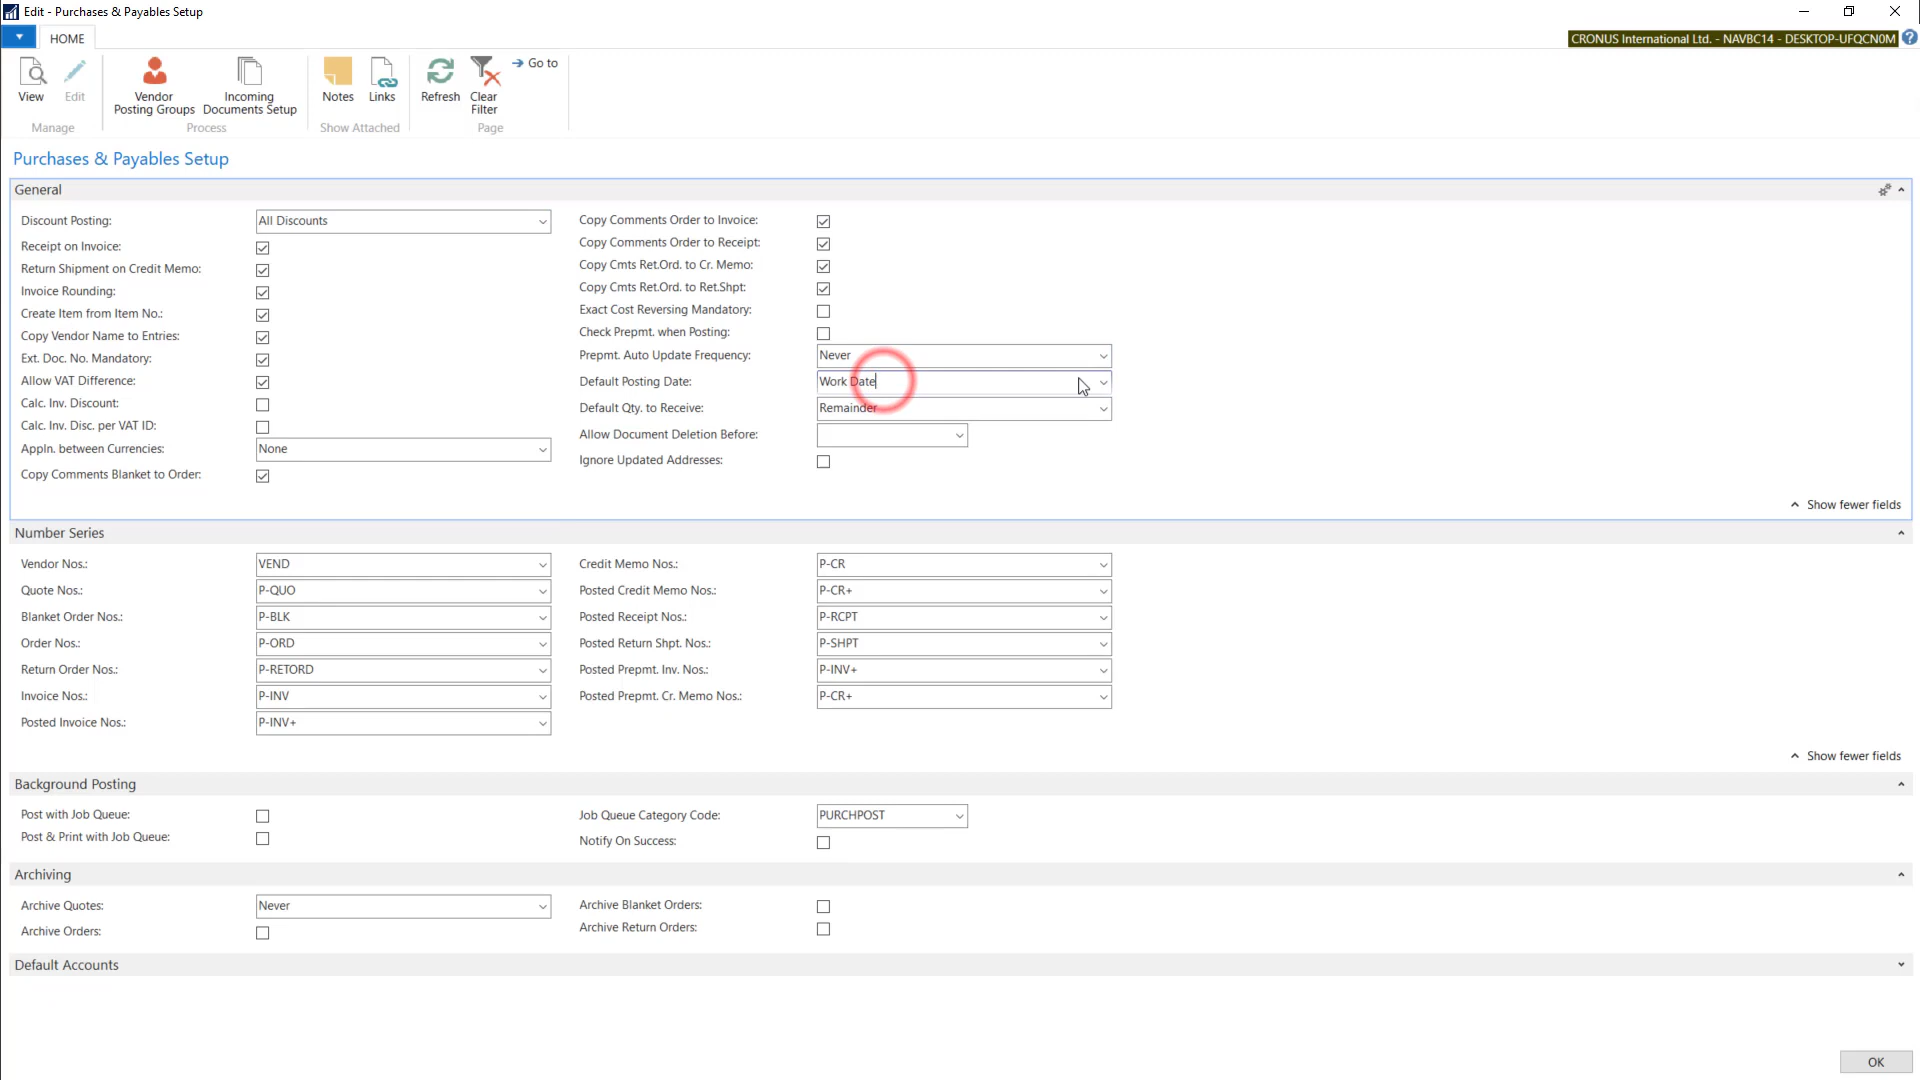 Edit - Purchases & Payables Setup
HOME
CRONUS International Ltd. - NAVBC14 - DESKTOP-UFQCN0M
?
View
Edit
Manage
Vendor
Posting Groups
Incoming
Documents Setup
Process
Notes
Links
Show Attached
Refresh
Clear
Filter
Go to
Page
Purchases & Payables Setup
General
Discount Posting: All Discounts
Receipt on Invoice:
Return Shipment on Credit Memo:
Invoice Rounding:
Create Item from Item No.:
Copy Vendor Name to Entries:
Ext. Doc. No. Mandatory:
Allow VAT Difference:
Calc. Inv. Discount:
Calc. Inv. Disc. per VAT ID:
Appln. between Currencies: None
Copy Comments Blanket to Order:
Copy Comments Order to Invoice:
Copy Comments Order to Receipt:
Copy Cmts Ret.Ord. to Cr. Memo:
Copy Cmts Ret.Ord. to Ret.Shpt:
Exact Cost Reversing Mandatory:
Check Prepmt. when Posting:
Prepmt. Auto Update Frequency: Never
Default Posting Date: Work Date
Default Qty. to Receive: Remainder
Allow Document Deletion Before:
Ignore Updated Addresses:
Show fewer fields
Number Series
Vendor Nos.: VEND
Quote Nos.: P-QUO
Blanket Order Nos.: P-BLK
Order Nos.: P-ORD
Return Order Nos.: P-RETORD
Invoice Nos.: P-INV
Posted Invoice Nos.: P-INV+
Credit Memo Nos.: P-CR
Posted Credit Memo Nos.: P-CR+
Posted Receipt Nos.: P-RCPT
Posted Return Shpt. Nos.: P-SHPT
Posted Prepmt. Inv. Nos.: P-INV+
Posted Prepmt. Cr. Memo Nos.: P-CR+
Show fewer fields
Background Posting
Post with Job Queue:
Post & Print with Job Queue:
Job Queue Category Code: PURCHPOST
Notify On Success:
Archiving
Archive Quotes: Never
Archive Orders:
Archive Blanket Orders:
Archive Return Orders:
Default Accounts
OK